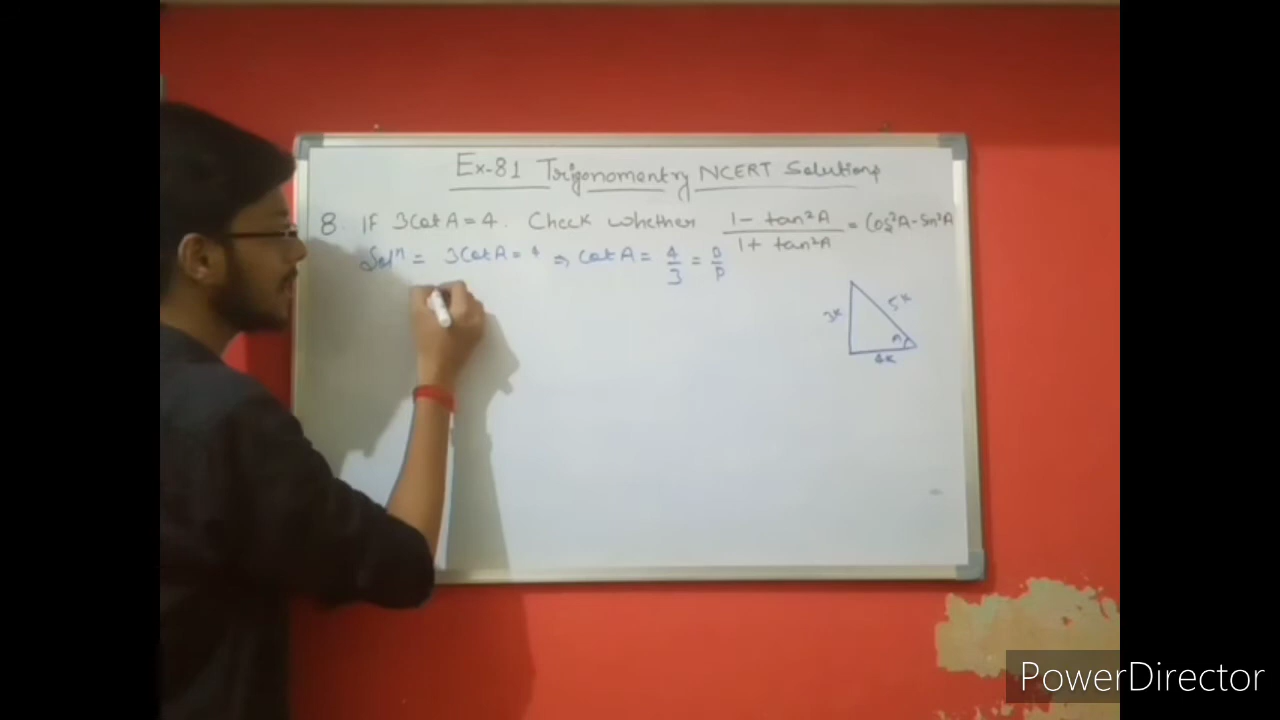 Ex-8.1 Trigonomentry NCERT Solutions
8. If 3Cot A = 4. Check whether (1 - tan²A)/(1 + tan²A) = Cos²A - Sin²A
Solⁿ = 3Cot A = 4 ⇒ Cot A = 4/3 = B/P
3K
5K
A
4K
PowerDirector